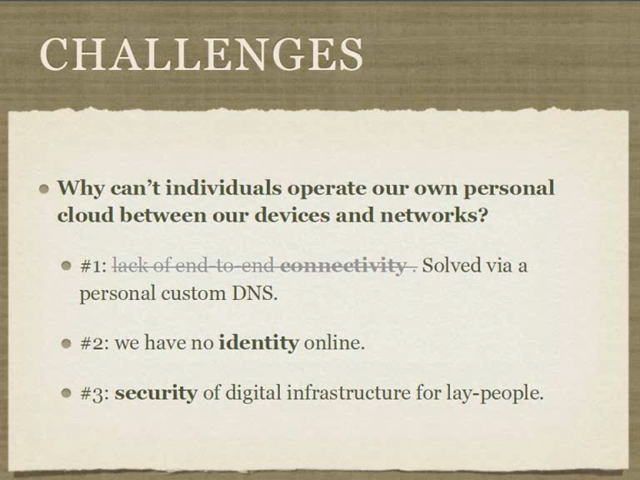 CHALLENGES
Why can't individuals operate our own personal
cloud between our devices and networks?
#1: lack of end-to-end connectivity . Solved via a
personal custom DNS.
#2: we have no identity online.
#3: security of digital infrastructure for lay-people.